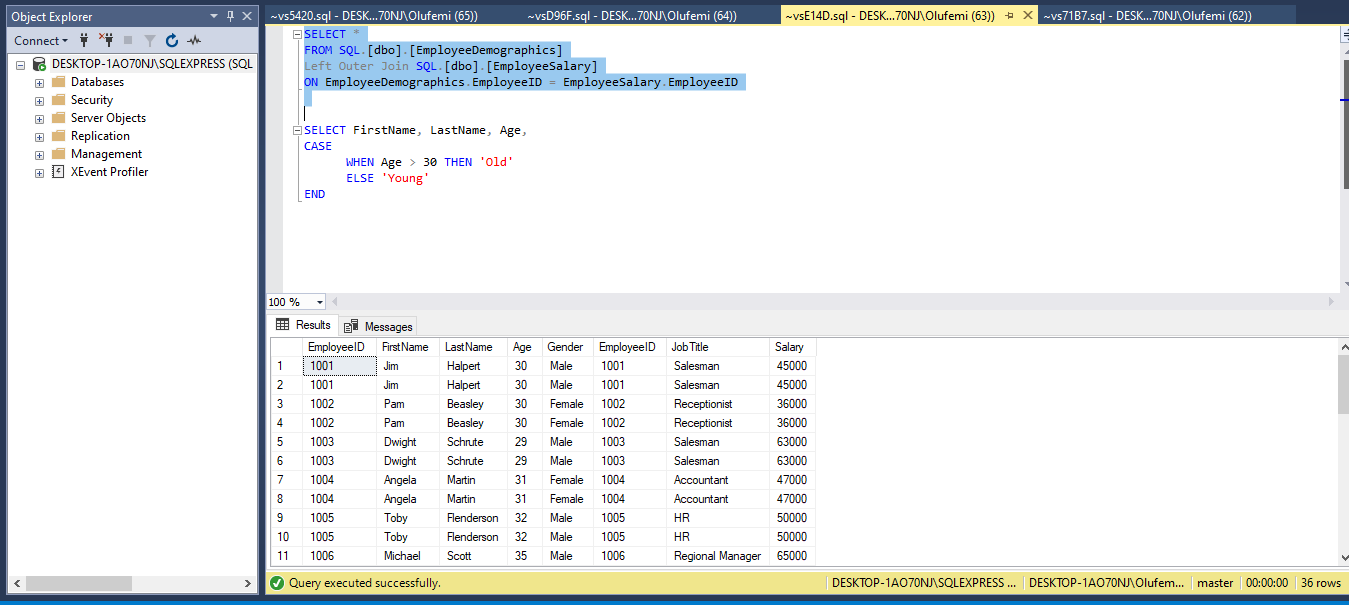 Object Explorer
Connect
DESKTOP-1AO70NJ\SQLEXPRESS (SQL
Databases
Security
Server Objects
Replication
Management
XEvent Profiler
~vs5420.sql - DESK...70NJ\Olufemi (65)) ~vsD96F.sql - DESK...70NJ\Olufemi (64)) ~vsE14D.sql - DESK...70NJ\Olufemi (63)) ~vs71B7.sql - DESK...70NJ\Olufemi (62))
SELECT *
FROM SQL.[dbo].[EmployeeDemographics]
Left Outer Join SQL.[dbo].[EmployeeSalary]
ON EmployeeDemographics.EmployeeID = EmployeeSalary.EmployeeID
SELECT FirstName, LastName, Age,
CASE
WHEN Age > 30 THEN 'Old'
ELSE 'Young'
END
100 %
Results Messages
EmployeeID FirstName LastName Age Gender EmployeeID JobTitle Salary
1 1001 Jim Halpert 30 Male 1001 Salesman 45000
2 1001 Jim Halpert 30 Male 1001 Salesman 45000
3 1002 Pam Beasley 30 Female 1002 Receptionist 36000
4 1002 Pam Beasley 30 Female 1002 Receptionist 36000
5 1003 Dwight Schrute 29 Male 1003 Salesman 63000
6 1003 Dwight Schrute 29 Male 1003 Salesman 63000
7 1004 Angela Martin 31 Female 1004 Accountant 47000
8 1004 Angela Martin 31 Female 1004 Accountant 47000
9 1005 Toby Flenderson 32 Male 1005 HR 50000
10 1005 Toby Flenderson 32 Male 1005 HR 50000
11 1006 Michael Scott 35 Male 1006 Regional Manager 65000
Query executed successfully. DESKTOP-1AO70NJ\SQLEXPRESS ... DESKTOP-1AO70NJ\Olufem... master 00:00:00 36 rows